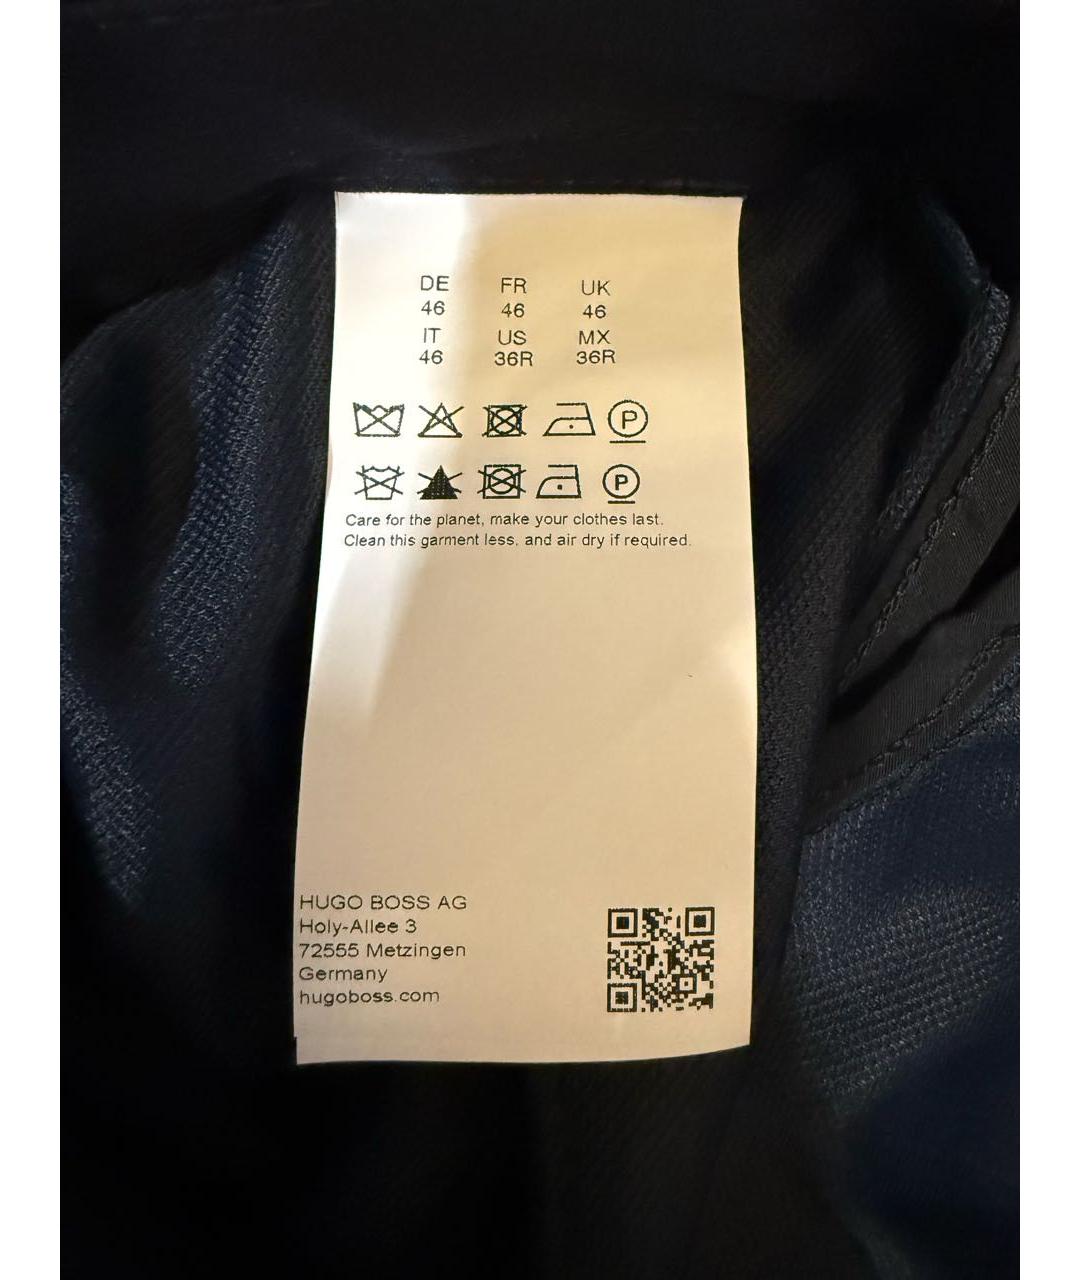 DE FR UK
46 46 46
IT US MX
46 36R 36R
P
P
Care for the planet, make your clothes last.
Clean this garment less, and air dry if required.
HUGO BOSS AG
Holy-Allee 3
72555 Metzingen
Germany
hugoboss.com